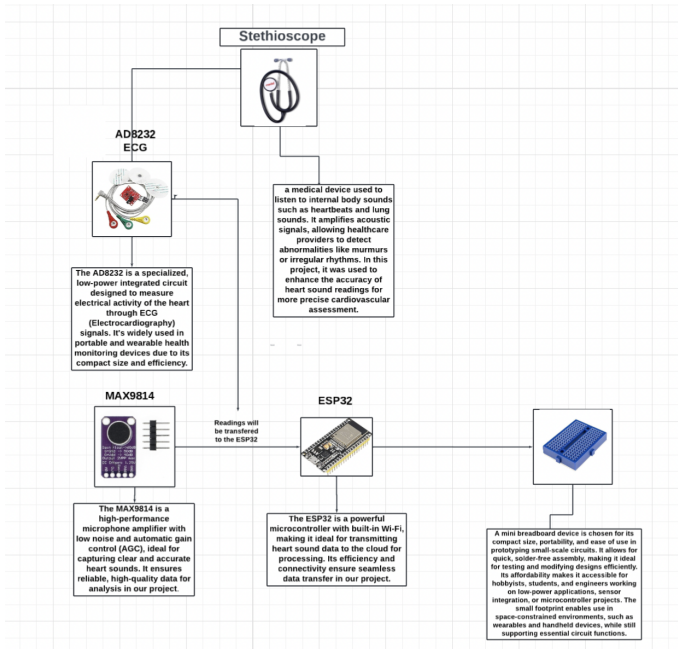 Stethioscope
AD8232
ECG
a medical device used to
listen to internal body sounds
such as heartbeats and lung
sounds. It amplifies acoustic
signals, allowing healthcare
providers to detect
abnormalities like murmurs
or irregular rhythms. In this
project, it was used to
enhance the accuracy of
heart sound readings for
more precise cardiovascular
assessment.
The AD8232 is a specialized,
low-power integrated circuit
designed to measure
electrical activity of the heart
through ECG
(Electrocardiography)
signals. It's widely used in
portable and wearable health
monitoring devices due to its
compact size and efficiency.
MAX9814
ESP32
Readings will
be transfered
to the ESP32
The MAX9814 is a
high-performance
microphone amplifier with
low noise and automatic gain
control (AGC), ideal for
capturing clear and accurate
heart sounds. It ensures
reliable, high-quality data for
analysis in our project.
The ESP32 is a powerful
microcontroller with built-in Wi-Fi,
making it ideal for transmitting
heart sound data to the cloud for
processing. Its efficiency and
connectivity ensure seamless
data transfer in our project.
A mini breadboard device is chosen for its
compact size, portability, and ease of use in
prototyping small-scale circuits. It allows for
quick, solder-free assembly, making it ideal
for testing and modifying designs efficiently.
Its affordability makes it accessible for
hobbyists, students, and engineers working
on low-power applications, sensor
integration, or microcontroller projects. The
small footprint enables use in
space-constrained environments, such as
wearables and handheld devices, while still
supporting essential circuit functions.